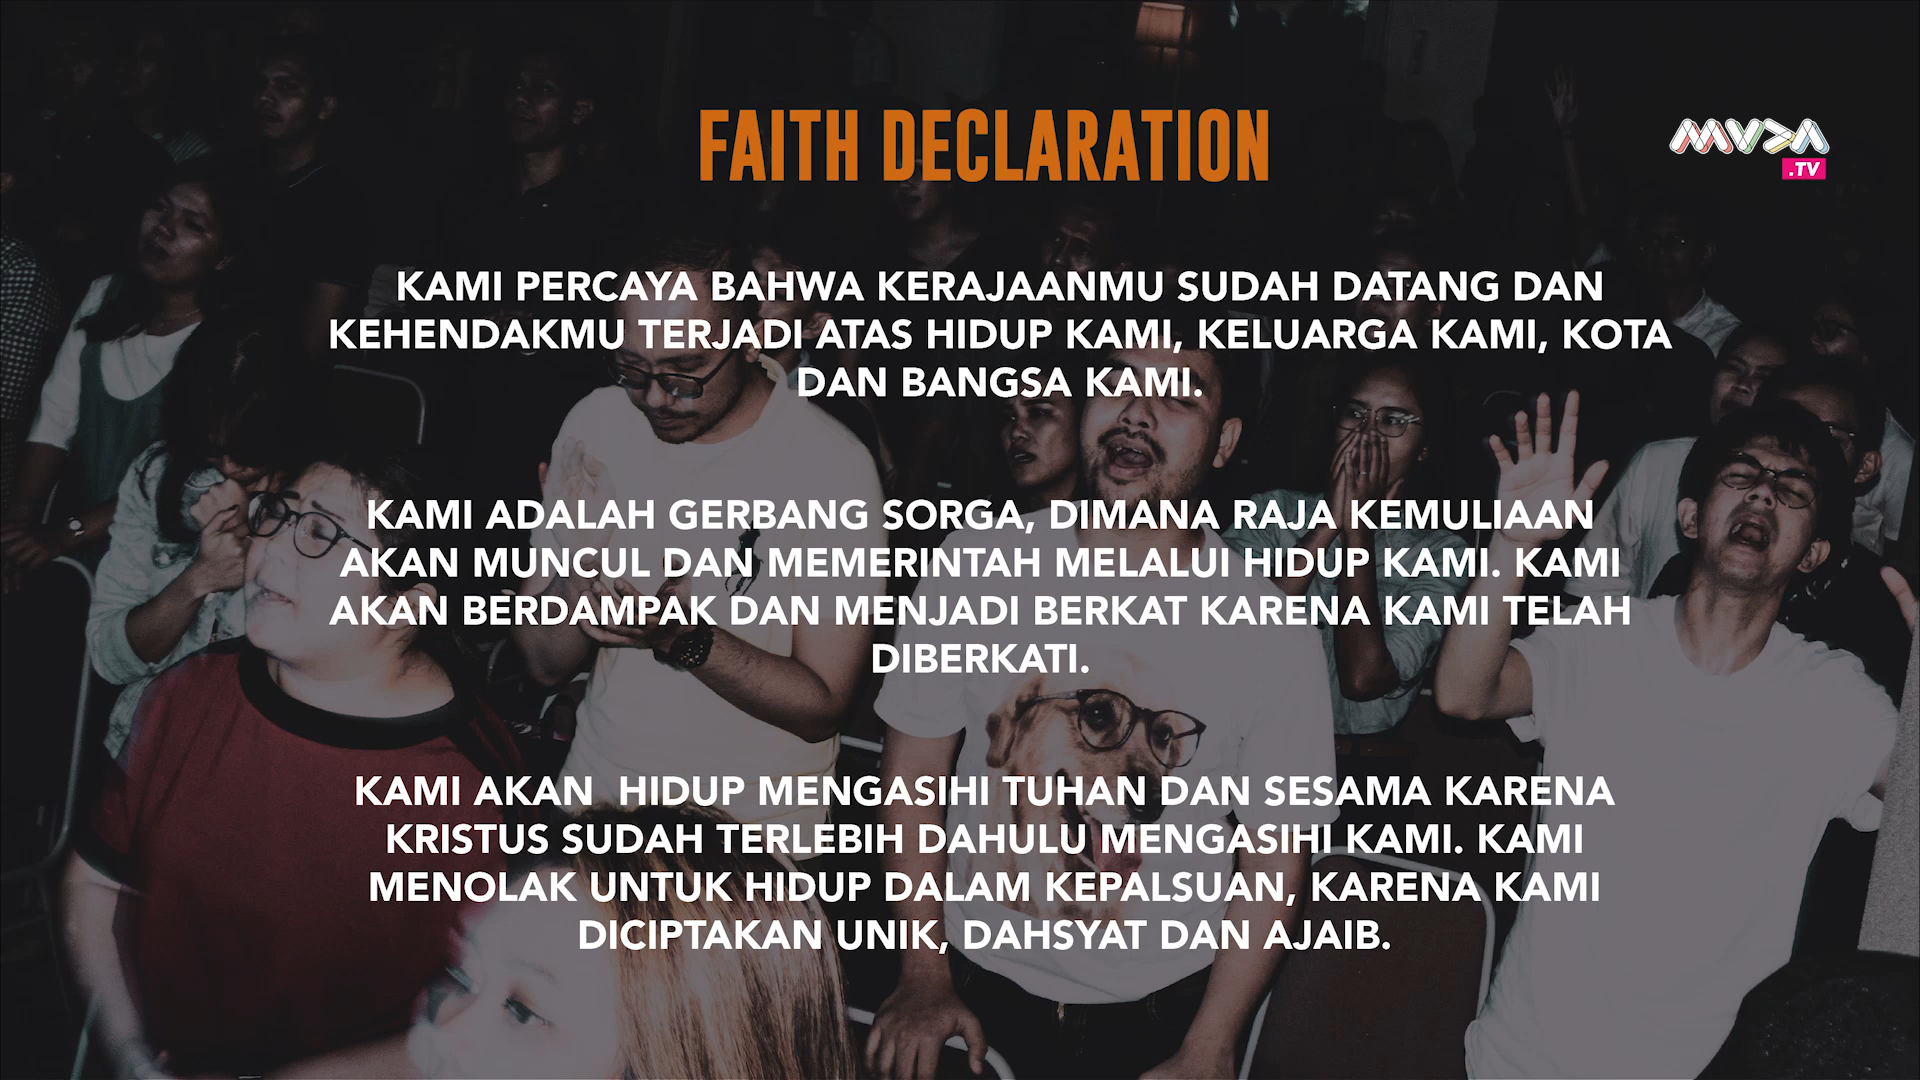 FAITH DECLARATION
MVDA
.TV
KAMI PERCAYA BAHWA KERAJAANMU SUDAH DATANG DAN
KEHENDAKMU TERJADI ATAS HIDUP KAMI, KELUARGA KAMI, KOTA
DAN BANGSA KAMI.
KAMI ADALAH GERBANG SORGA, DIMANA RAJA KEMULIAAN
AKAN MUNCUL DAN MEMERINTAH MELALUI HIDUP KAMI. KAMI
AKAN BERDAMPAK DAN MENJADI BERKAT KARENA KAMI TELAH
DIBERKATI.
KAMI AKAN  HIDUP MENGASIHI TUHAN DAN SESAMA KARENA
KRISTUS SUDAH TERLEBIH DAHULU MENGASIHI KAMI. KAMI
MENOLAK UNTUK HIDUP DALAM KEPALSUAN, KARENA KAMI
DICIPTAKAN UNIK, DAHSYAT DAN AJAIB.